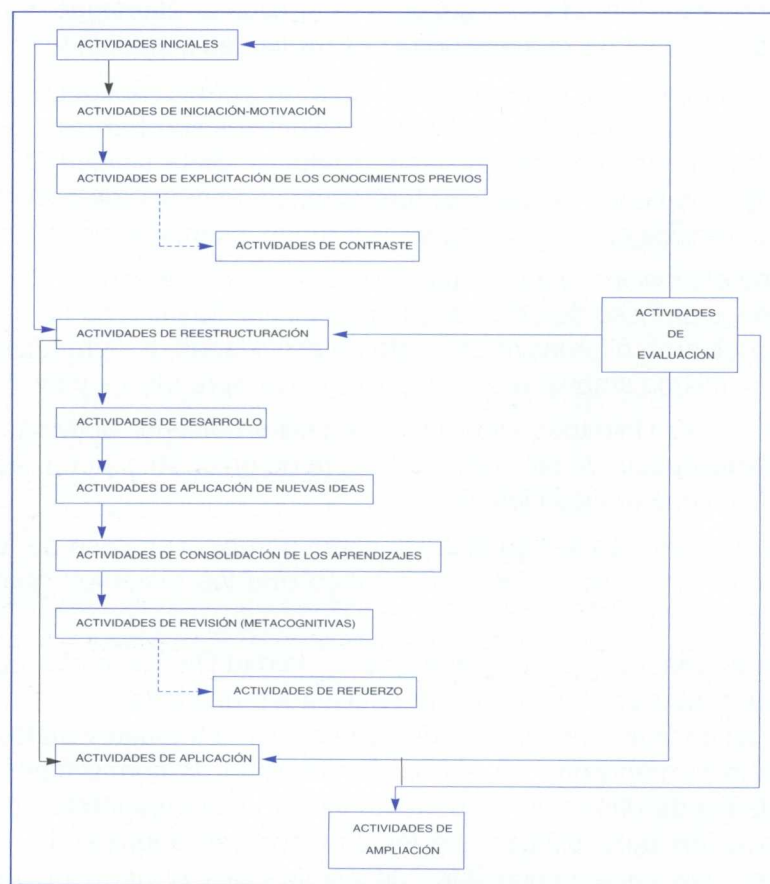 ACTIVIDADES INICIALES
ACTIVIDADES DE INICIACIÓN-MOTIVACIÓN
ACTIVIDADES DE EXPLICITACIÓN DE LOS CONOCIMIENTOS PREVIOS
ACTIVIDADES DE CONTRASTE
ACTIVIDADES DE REESTRUCTURACIÓN
ACTIVIDADES
DE
EVALUACIÓN
ACTIVIDADES DE DESARROLLO
ACTIVIDADES DE APLICACIÓN DE NUEVAS IDEAS
ACTIVIDADES DE CONSOLIDACIÓN DE LOS APRENDIZAJES
ACTIVIDADES DE REVISIÓN (METACOGNITIVAS)
ACTIVIDADES DE REFUERZO
ACTIVIDADES DE APLICACIÓN
ACTIVIDADES DE
AMPLIACIÓN